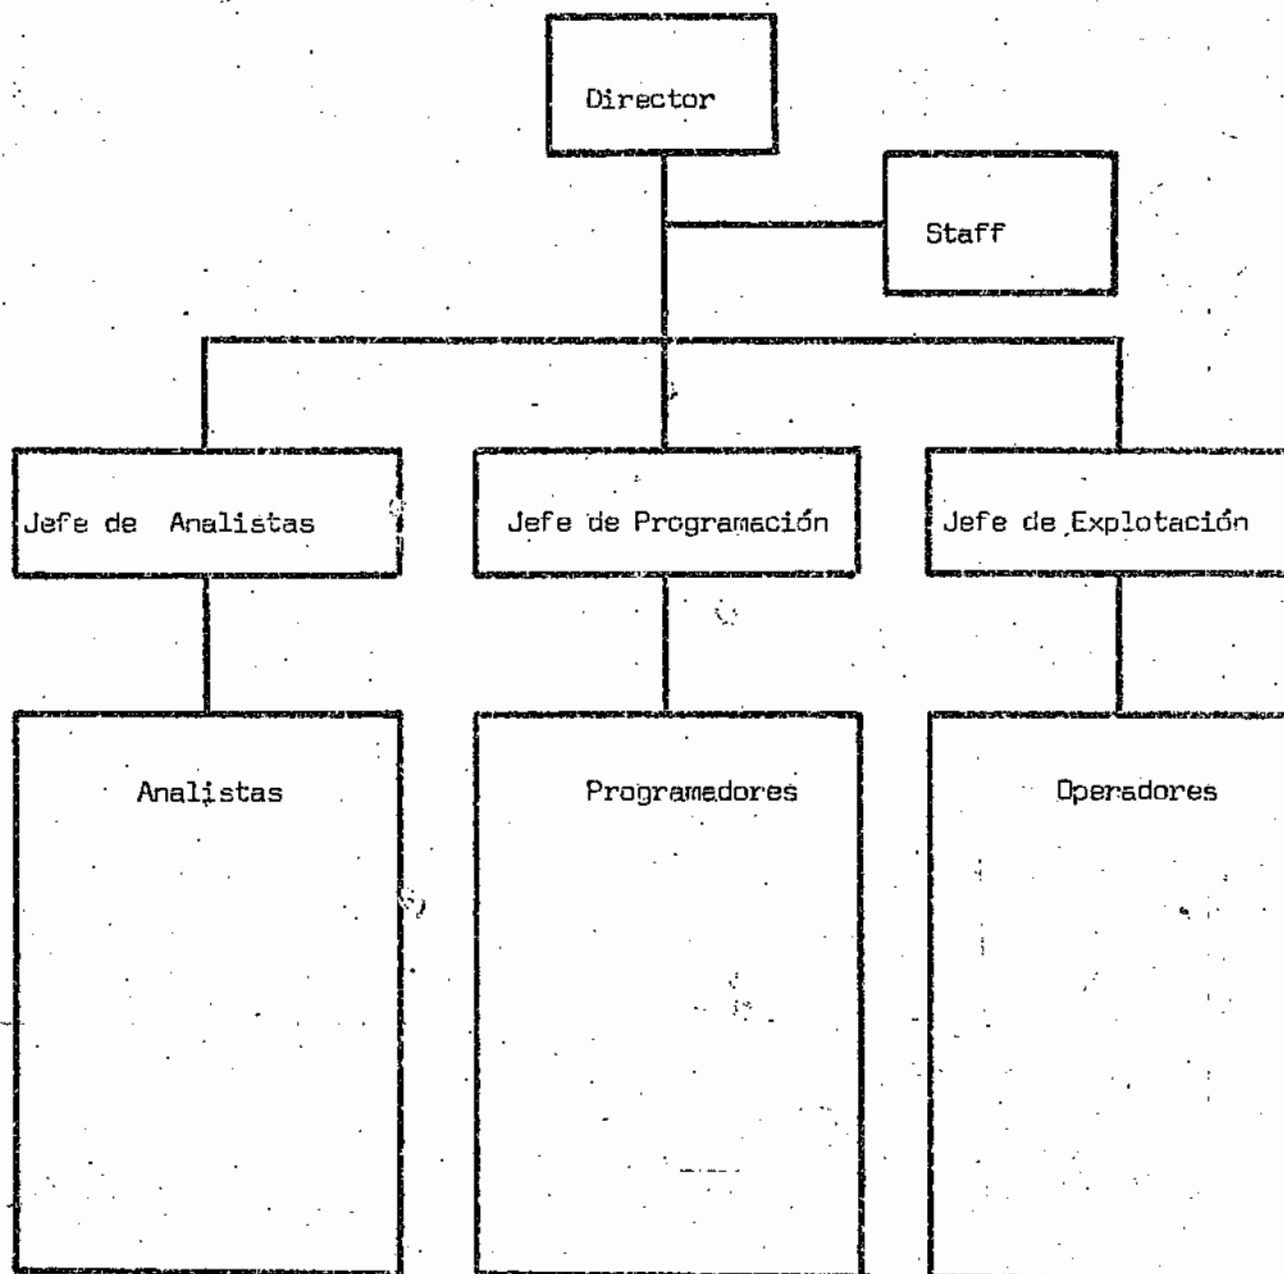 Director
Staff
Jefe de Analistas
Jefe de Programación
Jefe de Explotación
Analistas
Programadores
Operadores